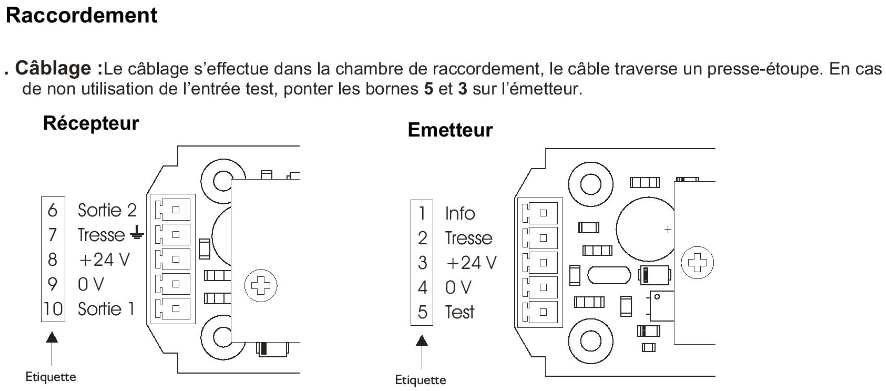 Raccordement
. Câblage :Le câblage s'effectue dans la chambre de raccordement, le câble traverse un presse-étoupe. En cas
de non utilisation de l'entrée test, ponter les bornes 5 et 3 sur l'émetteur.
Récepteur
6 Sortie 2
7 Tresse
8 +24 V
9 0 V
10 Sortie 1
Etiquette
Emetteur
1 Info
2 Tresse
3 +24 V
4 0 V
5 Test
Etiquette